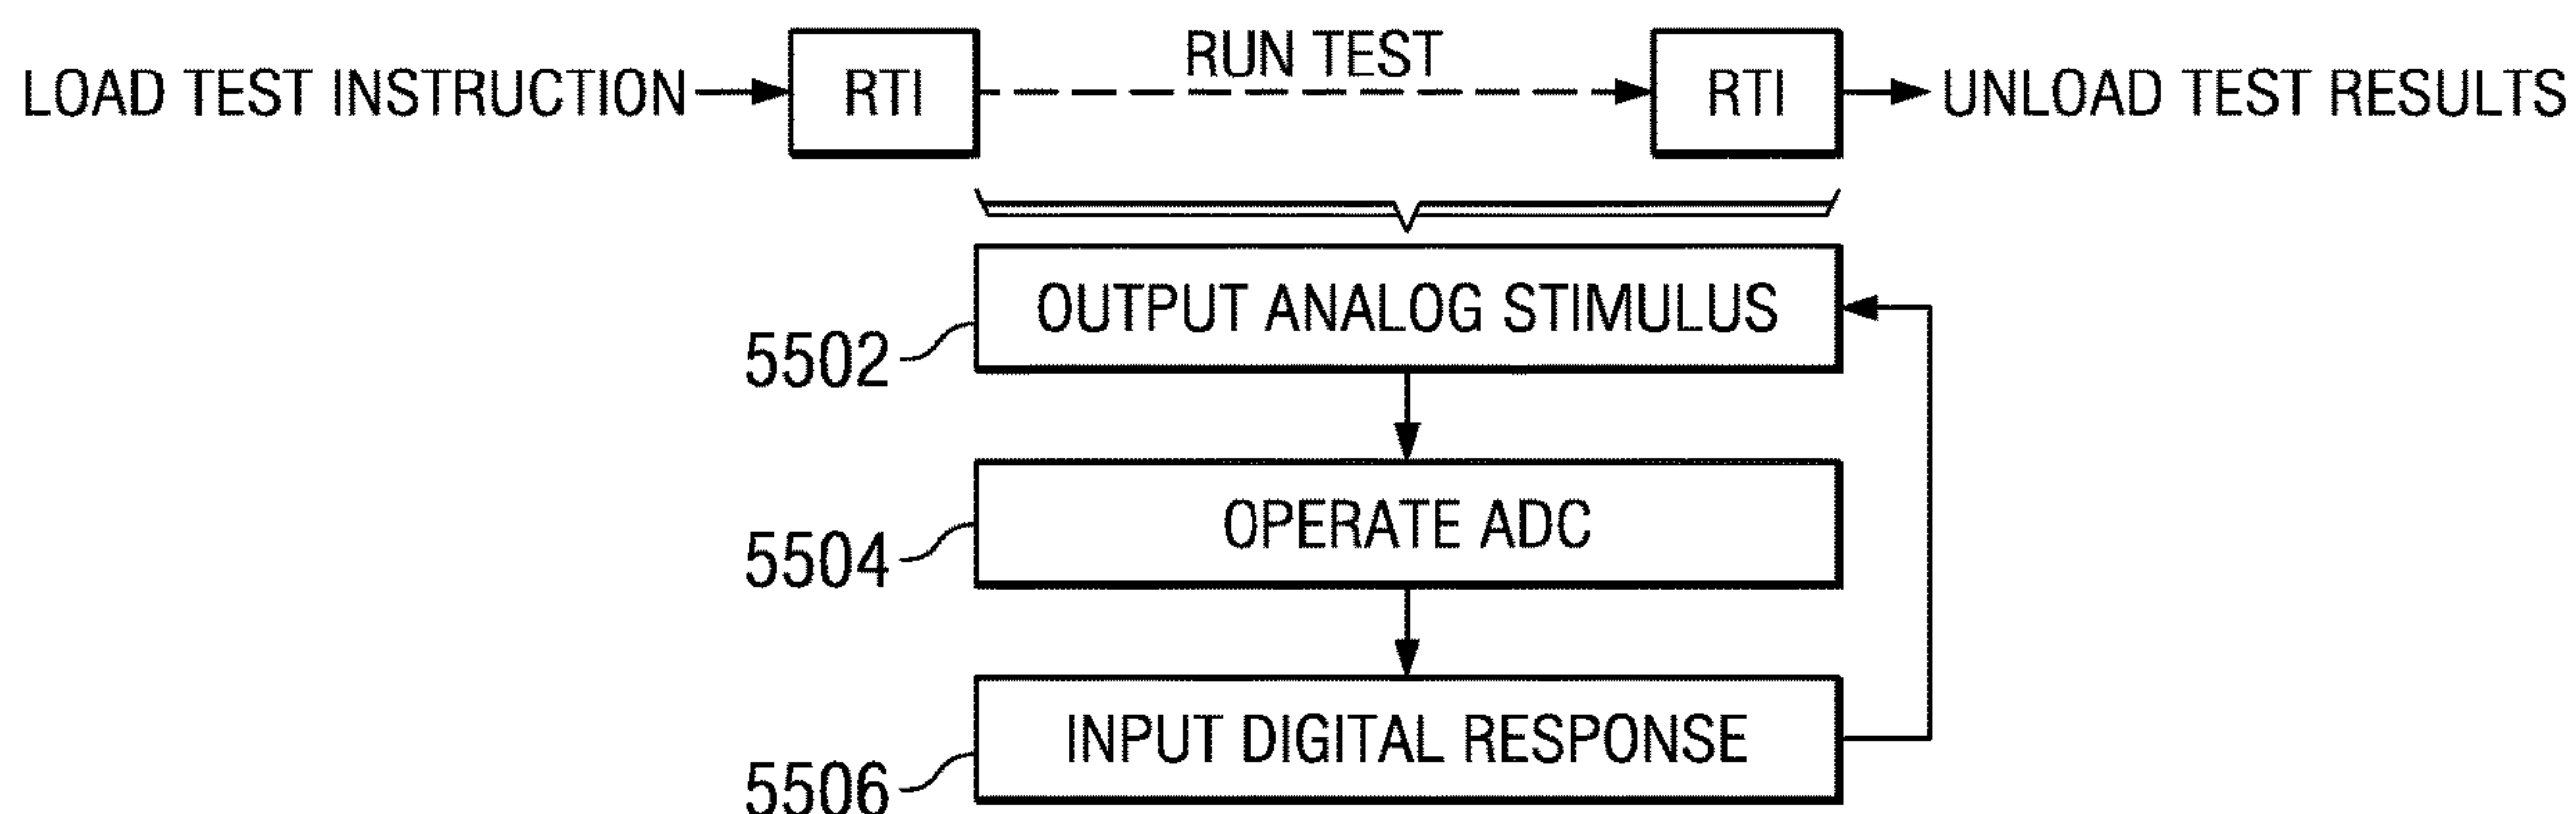 RUN TEST
LOAD TEST INSTRUCTION RTI RTI UNLOAD TEST RESULTS
OUTPUT ANALOG STIMULUS
5502
OPERATE ADC
5504
INPUT DIGITAL RESPONSE
5506